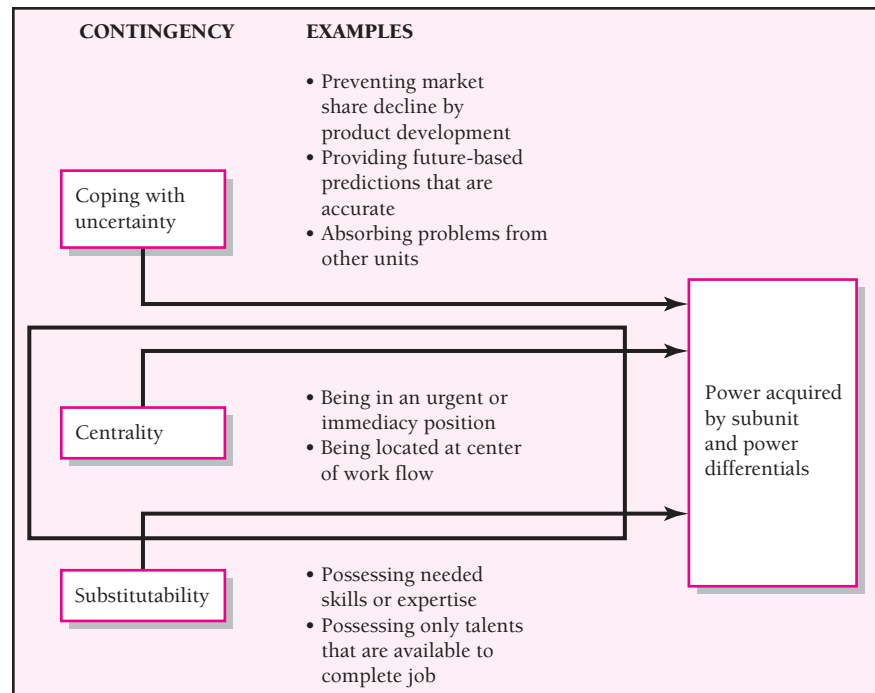 CONTINGENCY
EXAMPLES
Coping with
uncertainty
• Preventing market
share decline by
product development
• Providing future-based
predictions that are
accurate
• Absorbing problems from
other units
Centrality
• Being in an urgent or
immediacy position
• Being located at center
of work flow
Substitutability
• Possessing needed
skills or expertise
• Possessing only talents
that are available to
complete job
Power acquired
by subunit
and power
differentials